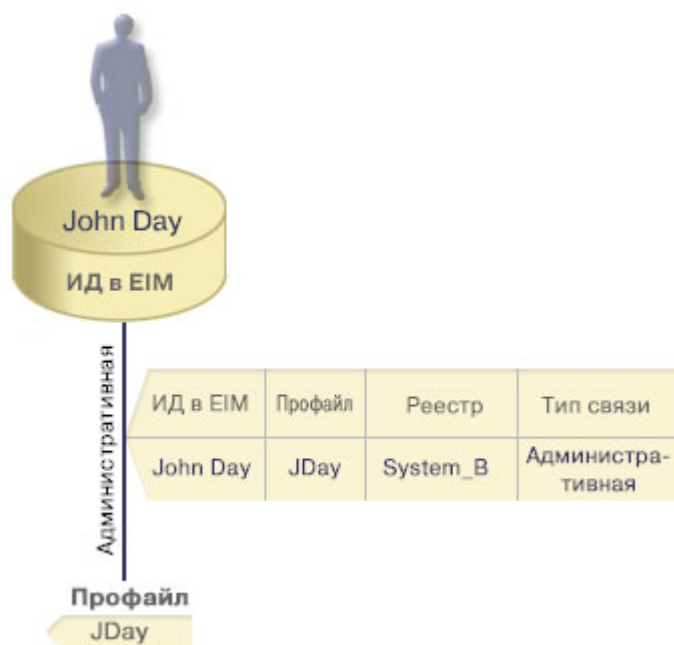 John Day
ИД в EIM
Административная
ИД в EIM Профайл Реестр Тип связи
John Day JDay System_B Администра-
тивная
Профайл
JDay